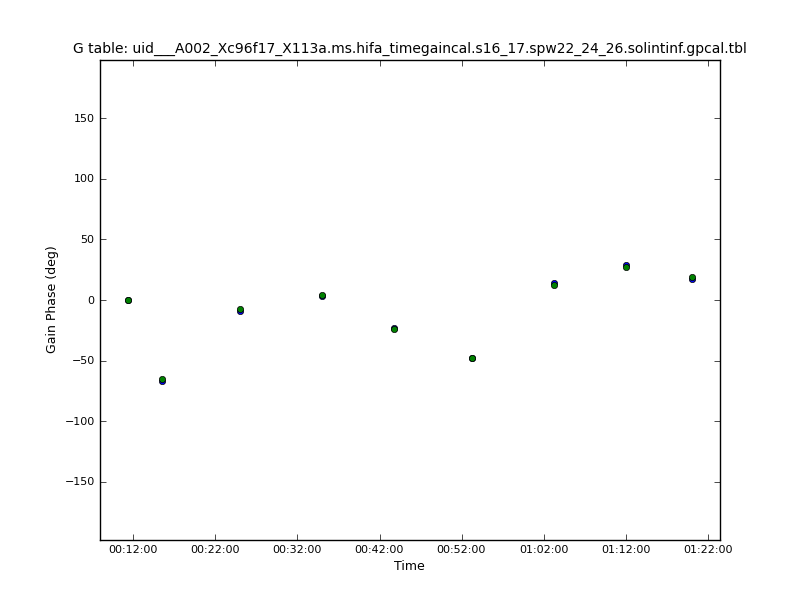 G table: uid___A002_Xc96f17_X113a.ms.hifa_timegaincal.s16_17.spw22_24_26.solintinf.gpcal.tbl
150
100
50
0
−50
−100
−150
Gain Phase (deg)
00:12:00 00:22:00 00:32:00 00:42:00 00:52:00 01:02:00 01:12:00 01:22:00
Time